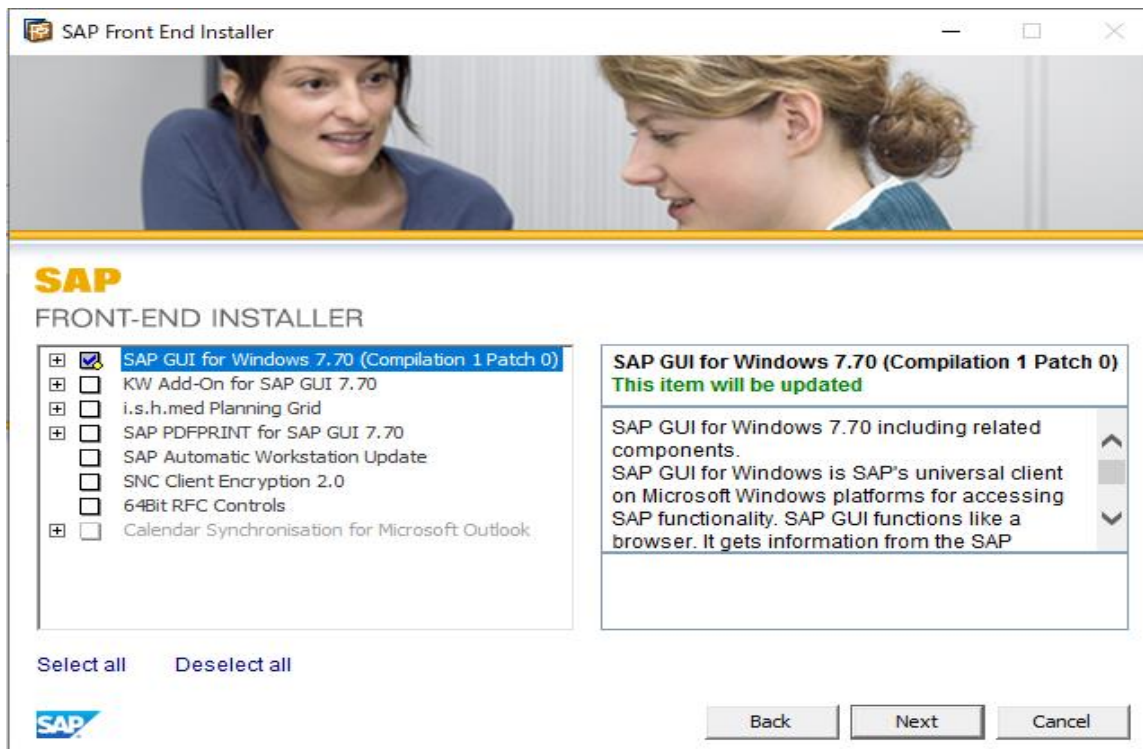 SAP Front End Installer
SAP
FRONT-END INSTALLER
SAP GUI for Windows 7.70 (Compilation 1 Patch 0)
KW Add-On for SAP GUI 7.70
i.s.h.med Planning Grid
SAP PDFPRINT for SAP GUI 7.70
SAP Automatic Workstation Update
SNC Client Encryption 2.0
64Bit RFC Controls
Calendar Synchronisation for Microsoft Outlook
SAP GUI for Windows 7.70 (Compilation 1 Patch 0)
This item will be updated
SAP GUI for Windows 7.70 including related
components.
SAP GUI for Windows is SAP's universal client
on Microsoft Windows platforms for accessing
SAP functionality. SAP GUI functions like a
browser. It gets information from the SAP
Select all Deselect all
SAP
Back Next Cancel